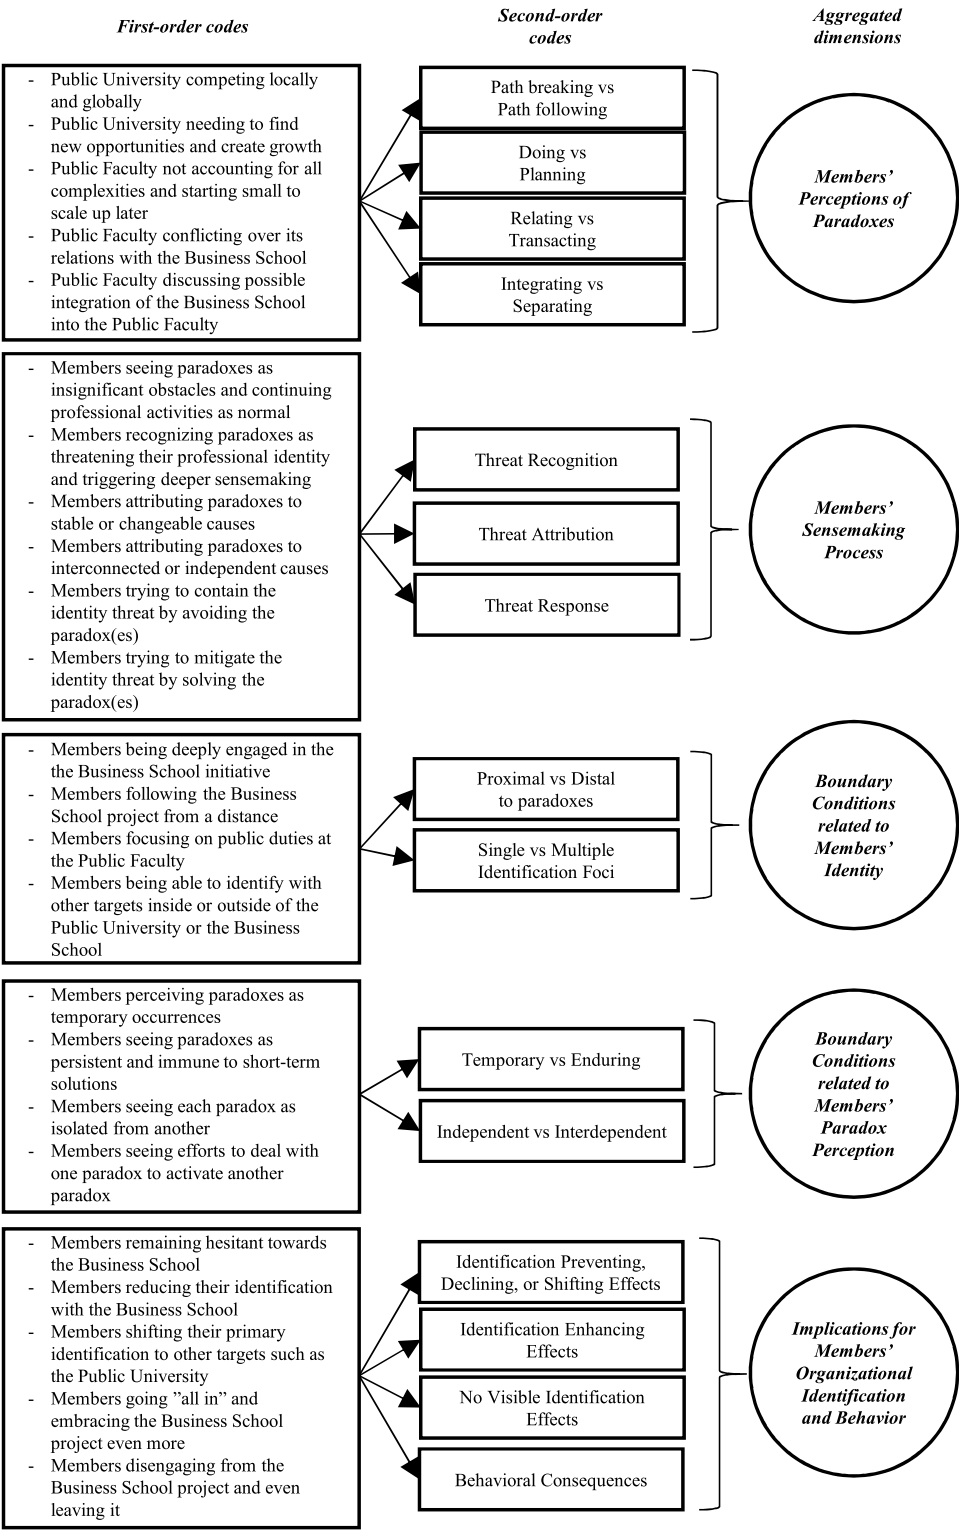 First-order codes
Second-order
codes
Aggregated
dimensions
- Public University competing locally
and globally
- Public University needing to find
new opportunities and create growth
- Public Faculty not accounting for all
complexities and starting small to
scale up later
- Public Faculty conflicting over its
relations with the Business School
- Public Faculty discussing possible
integration of the Business School
into the Public Faculty
Path breaking vs
Path following
Doing vs
Planning
Relating vs
Transacting
Integrating vs
Separating
Members’
Perceptions of
Paradoxes
- Members seeing paradoxes as
insignificant obstacles and continuing
professional activities as normal
- Members recognizing paradoxes as
threatening their professional identity
and triggering deeper sensemaking
- Members attributing paradoxes to
stable or changeable causes
- Members attributing paradoxes to
interconnected or independent causes
- Members trying to contain the
identity threat by avoiding the
paradox(es)
- Members trying to mitigate the
identity threat by solving the
paradox(es)
Threat Recognition
Threat Attribution
Threat Response
Members’
Sensemaking
Process
- Members being deeply engaged in the
the Business School initiative
- Members following the Business
School project from a distance
- Members focusing on public duties at
the Public Faculty
- Members being able to identify with
other targets inside or outside of the
Public University or the Business
School
Proximal vs Distal
to paradoxes
Single vs Multiple
Identification Foci
Boundary
Conditions
related to
Members’
Identity
- Members perceiving paradoxes as
temporary occurrences
- Members seeing paradoxes as
persistent and immune to short-term
solutions
- Members seeing each paradox as
isolated from another
- Members seeing efforts to deal with
one paradox to activate another
paradox
Temporary vs Enduring
Independent vs Interdependent
Boundary
Conditions
related to
Members’
Paradox
Perception
- Members remaining hesitant towards
the Business School
- Members reducing their identification
with the Business School
- Members shifting their primary
identification to other targets such as
the Public University
- Members going ”all in” and
embracing the Business School
project even more
- Members disengaging from the
Business School project and even
leaving it
Identification Preventing,
Declining, or Shifting Effects
Identification Enhancing
Effects
No Visible Identification
Effects
Behavioral Consequences
Implications for
Members’
Organizational
Identification
and Behavior